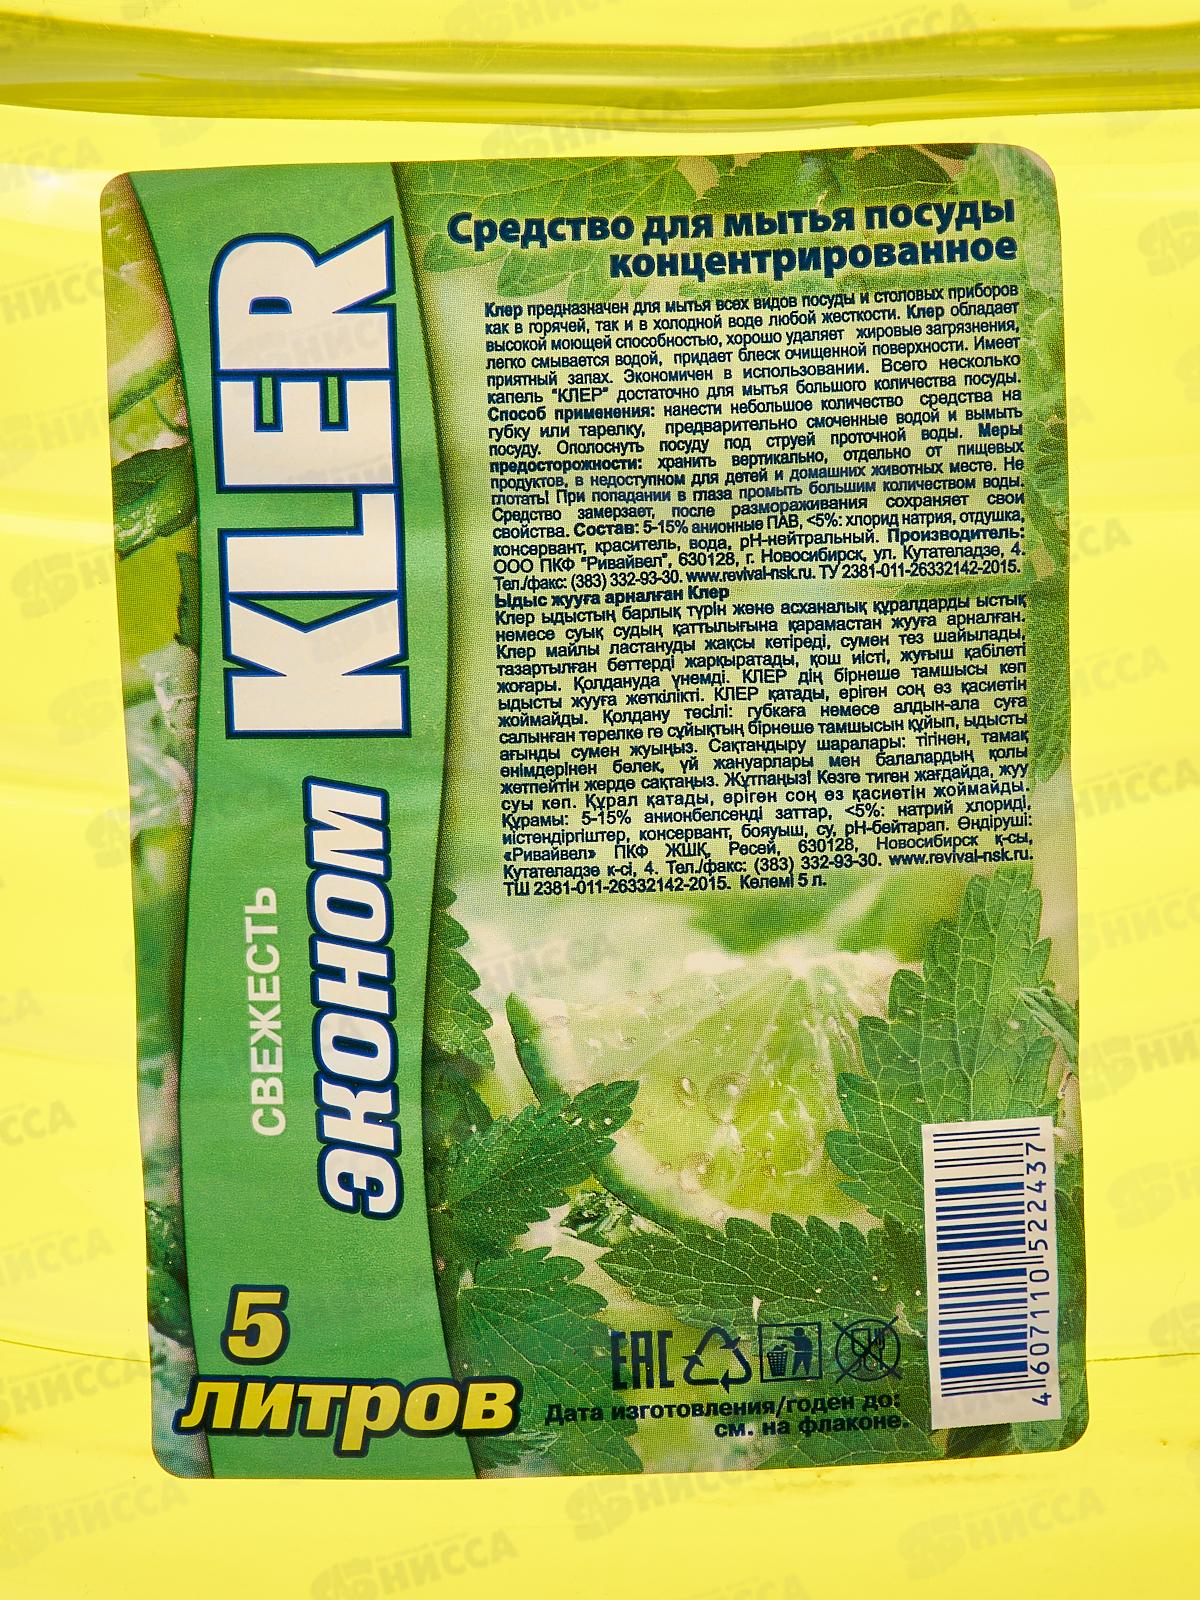 KLER
СВЕЖЕСТЬ
ЭКОНОМ
5
ЛИТРОВ
Средство для мытья посуды
концентрированное
Клер предназначен для мытья всех видов посуды и столовых приборов
как в горячей, так и в холодной воде любой жесткости. Клер обладает
высокой моющей способностью, хорошо удаляет жировые загрязнения,
легко смывается водой, придает блеск очищенной поверхности. Имеет
приятный запах. Экономичен в использовании. Всего несколько
капель "КЛЕР" достаточно для мытья большого количества посуды.
Способ применения: нанести небольшое количество средства на
губку или тарелку, предварительно смоченные водой и вымыть
посуду. Ополоснуть посуду под струей проточной воды. Меры
предосторожности: хранить вертикально, отдельно от пищевых
продуктов, в недоступном для детей и домашних животных месте. Не
глотать! При попадании в глаза промыть большим количеством воды.
Средство замерзает, после размораживания сохраняет свои
свойства. Состав: 5-15% анионные ПАВ, <5%: хлорид натрия, отдушка,
консервант, краситель, вода, pH-нейтральный. Производитель:
ООО ПКФ "Ривайвел", 630128, г. Новосибирск, ул. Кутателадзе, 4.
Тел./факс: (383) 332-93-30. www.revival-nsk.ru. ТУ 2381-011-26332142-2015.
Ыдыс жууға арналған Клер
Клер ыдыстың барлық түрін және асханалық құралдарды ыстық
немесе суық судың қаттылығына қарамастан жууға арналған.
Клер майлы ластануды жақсы кетіреді, сумен тез шайылады,
тазартылған беттерді жарқыратады, қош иісті, жуғыш қабілеті
жоғары. Қолдануда үнемді. КЛЕР дің бірнеше тамшысы көп
ыдысты жууға жеткілікті. КЛЕР қатады, еріген соң өз қасиетін
жоймайды. Қолдану тәсілі: губкаға немесе алдын-ала суға
салынған терелке ге сұйықтың бірнеше тамшысын құйып, ыдысты
ағынды сумен жуыңыз. Сақтандыру шаралары: тігінен, тамақ
өнімдерінен бөлек, үй жануарлары мен балалардың қолы
жетпейтін жерде сақтаңыз. Жұтпаңыз! Көзге тиген жағдайда, жуу
суы көп. Құрал қатады, еріген соң өз қасиетін жоймайды.
Құрамы: 5-15% анионбелсенді заттар, <5%: натрий хлориді,
иістендіргіштер, консервант, бояуыш, су, pH-бейтарап. Өндіруші:
«Ривайвел» ПКФ ЖШҚ, Ресей, 630128, Новосибирск қ-сы,
Кутателадзе к-сі, 4. Тел./факс: (383) 332-93-30. www.revival-nsk.ru.
ТШ 2381-011-26332142-2015. Көлемі 5 л.
EAC
Дата изготовления/годен до:
см. на флаконе.
4 607110 522437
НИССА